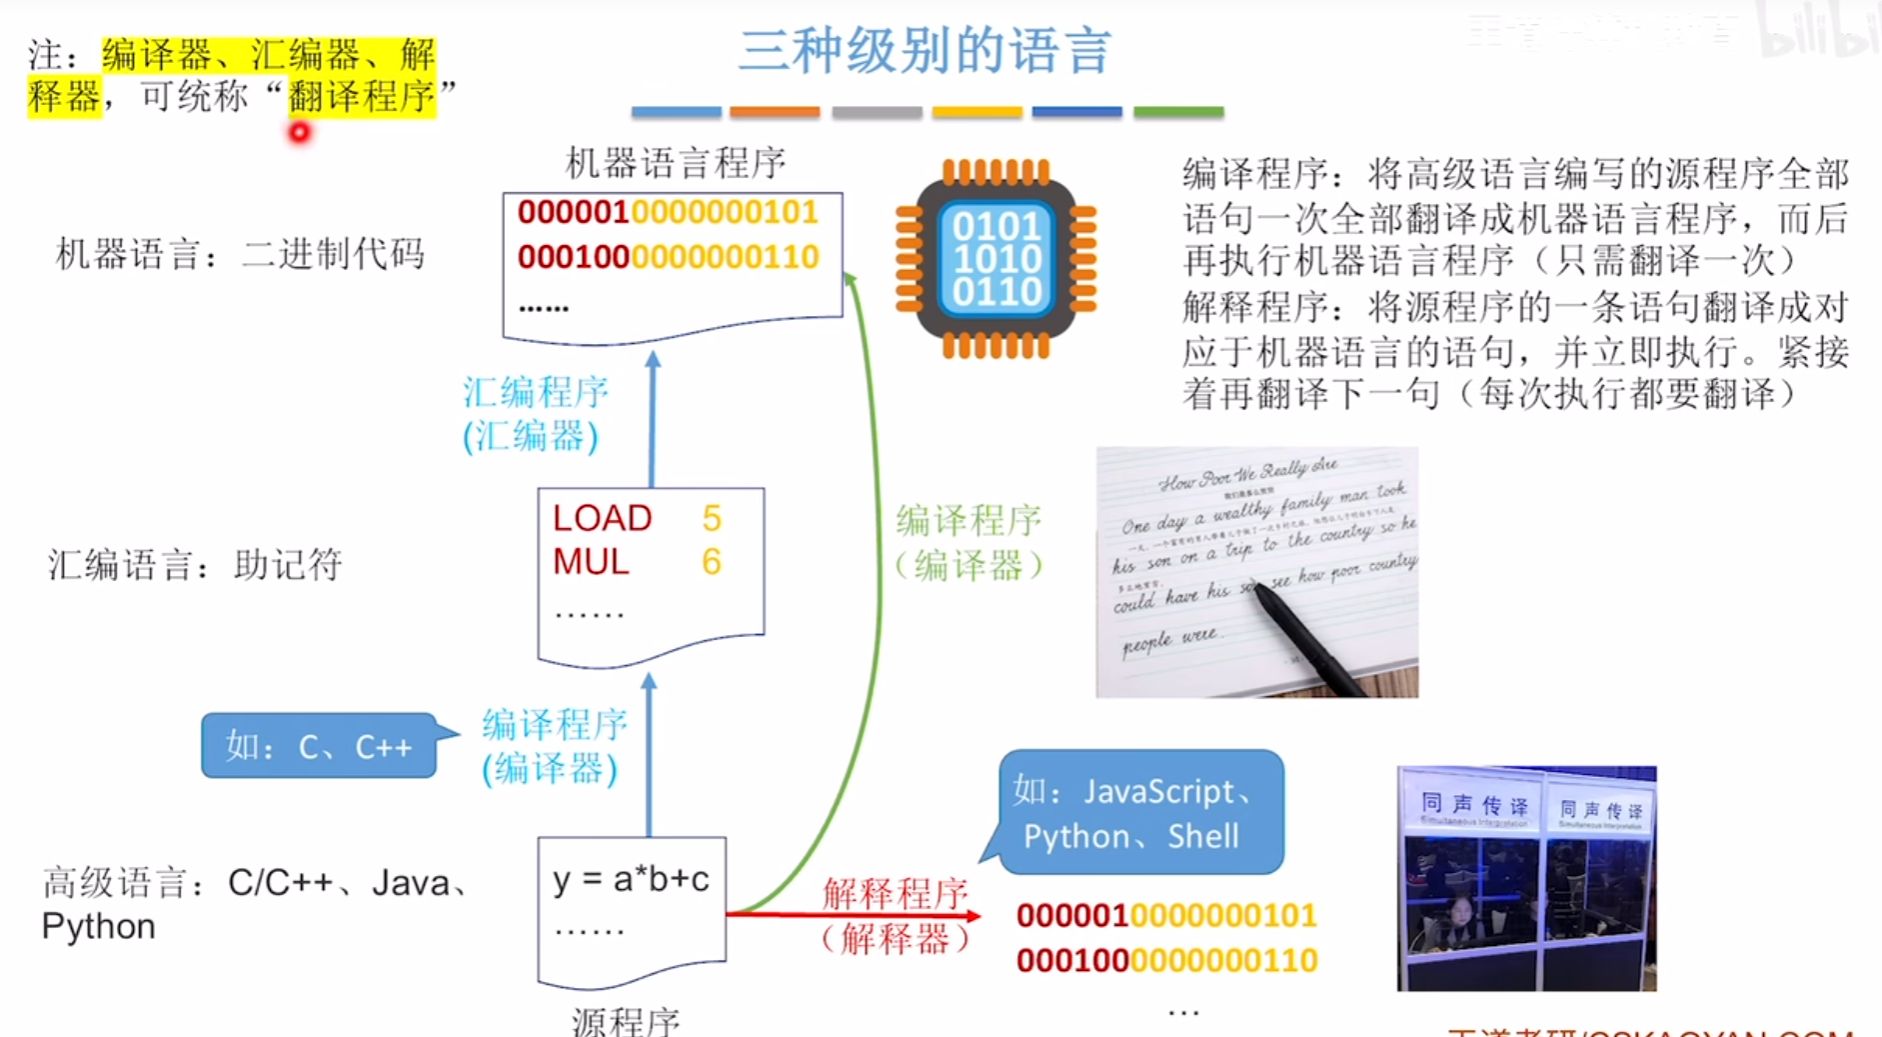 三种级别的语言
注：编译器、汇编器、解
释器，可统称“翻译程序”
bilibili
机器语言程序
机器语言：二进制代码
0000010000000101
0001000000000110
……
0101
1010
0110
编译程序：将高级语言编写的源程序全部
语句一次全部翻译成机器语言程序，而后
再执行机器语言程序（只需翻译一次）
解释程序：将源程序的一条语句翻译成对
应于机器语言的语句，并立即执行。紧接
着再翻译下一句（每次执行都要翻译）
汇编程序
(汇编器)
汇编语言：助记符
LOAD 5
MUL 6
……
编译程序
（编译器）
How Poor We Really Are
One day a wealthy family man took
his son on a trip to the country so he
could have his son see how poor country
people were.
如：C、C++
编译程序
(编译器)
高级语言：C/C++、Java、
Python
y = a*b+c
……
源程序
解释程序
（解释器）
如：JavaScript、
Python、Shell
0000010000000101
0001000000000110
…
同声传译
Simultaneous Interpretation
同声传译
Simultaneous Interpretation
王道考研/CSKAOYAN.COM